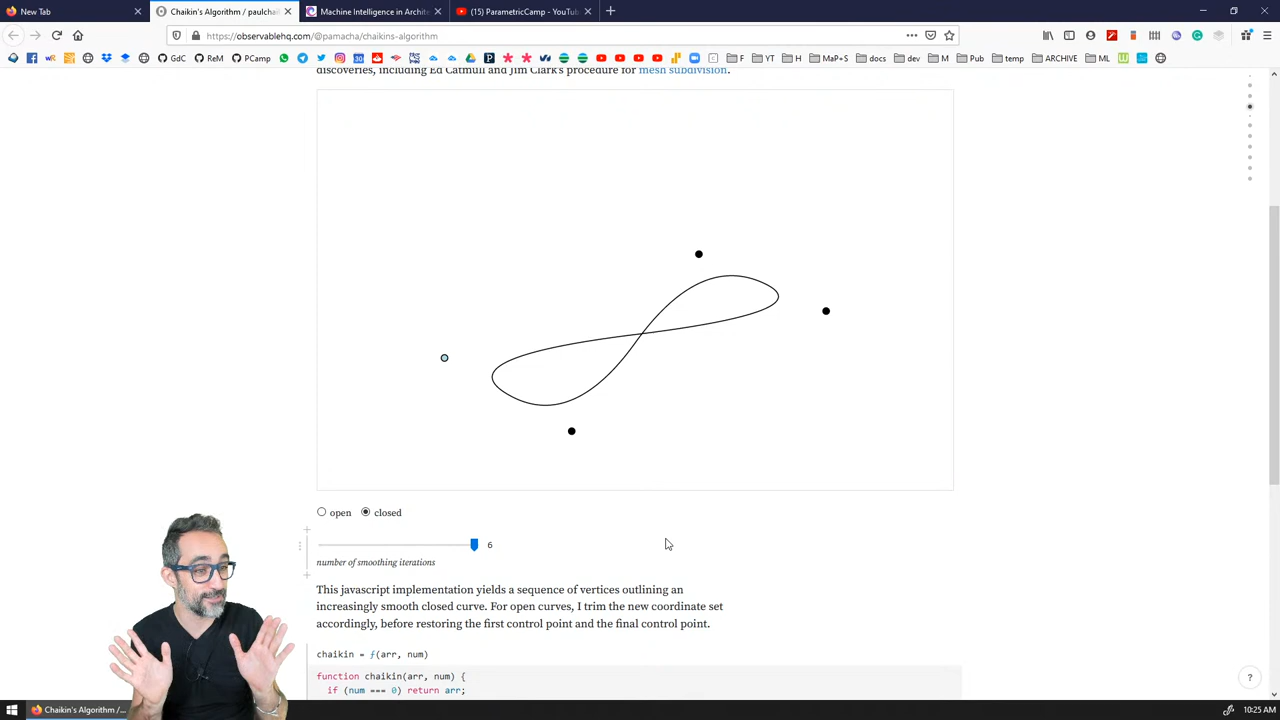 New Tab
Chaikin's Algorithm / paulchai
Machine Intelligence in Archite
(15) ParametricCamp - YouTub
https://observablehq.com/@pamacha/chaikins-algorithm
wR
GdC
ReM
PCamp
F
YT
H
MaP+S
docs
dev
M
Pub
temp
ARCHIVE
ML
discoveries, including Ed Catmull and Jim Clark's procedure for mesh subdivision.
open
closed
6
number of smoothing iterations
This javascript implementation yields a sequence of vertices outlining an
increasingly smooth closed curve. For open curves, I trim the new coordinate set
accordingly, before restoring the first control point and the final control point.
chaikin = ƒ(arr, num)
function chaikin(arr, num) {
if (num === 0) return arr;
?
Chaikin's Algorithm /...
10:25 AM